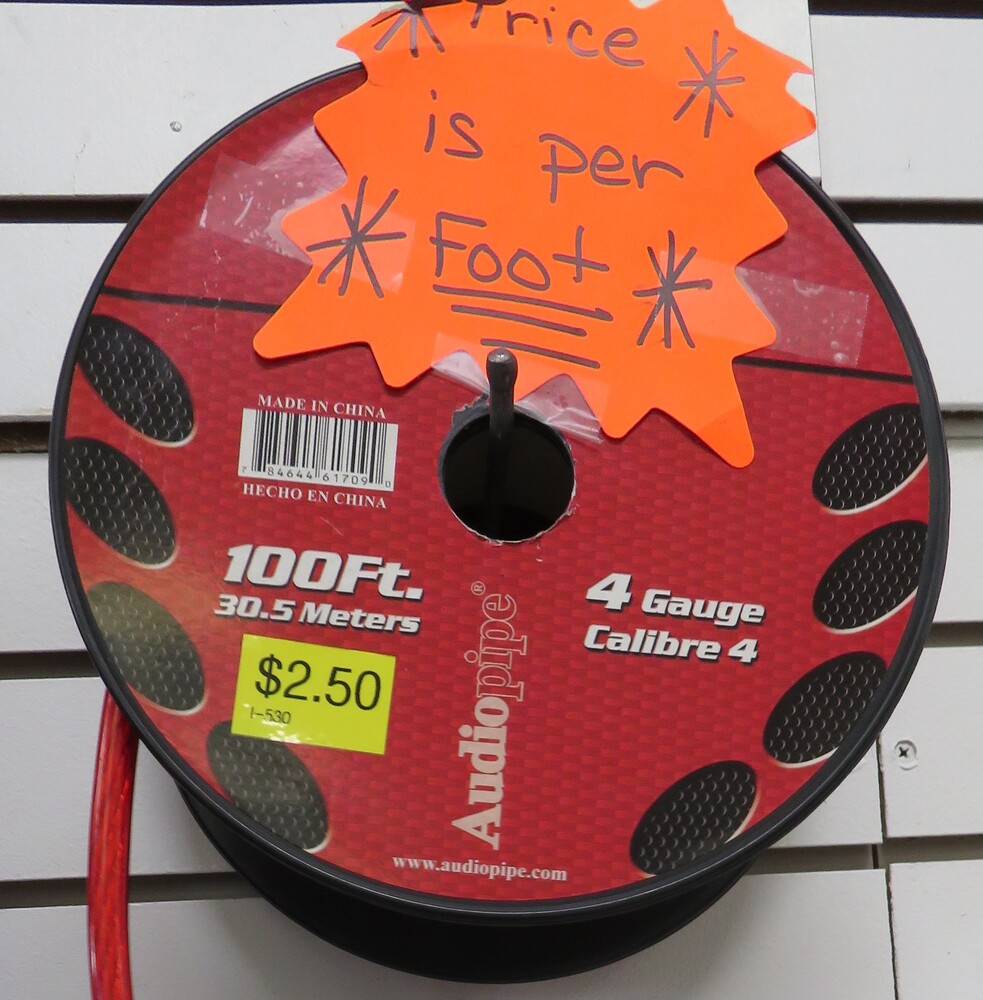 Price
is per
Foot
MADE IN CHINA
7 84644 61709 0
HECHO EN CHINA
100Ft.
30.5 Meters
4 Gauge
Calibre 4
$2.50
I-530
Audiopipe®
www.audiopipe.com